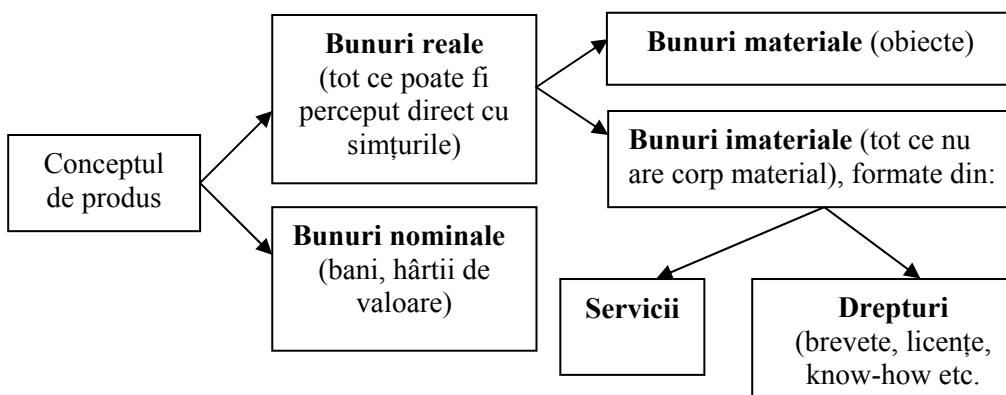 Conceptul
de produs
Bunuri reale
(tot ce poate fi
perceput direct cu
simțurile)
Bunuri nominale
(bani, hârtii de
valoare)
Bunuri materiale (obiecte)
Bunuri imateriale (tot ce nu
are corp material), formate din:
Servicii
Drepturi
(brevete, licențe,
know-how etc.